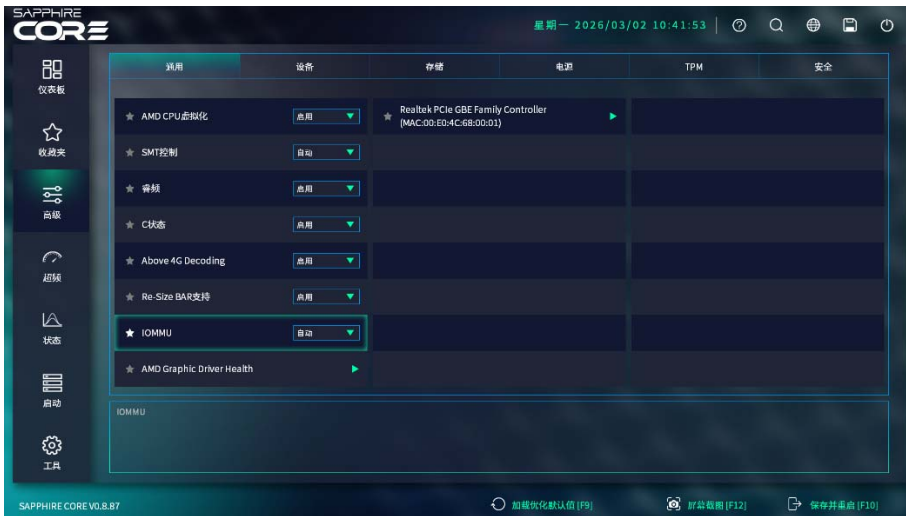 SAPPHIRE
CORE
星期一 2026/03/02 10:41:53
仪表板
收藏夹
高级
超频
状态
启动
工具
通用 设备 存储 电源 TPM 安全
AMD CPU虚拟化 启用
SMT控制 自动
睿频 启用
C状态 启用
Above 4G Decoding 启用
Re-Size BAR支持 启用
IOMMU 自动
AMD Graphic Driver Health
Realtek PCIe GBE Family Controller
(MAC:00:E0:4C:68:00:01)
IOMMU
SAPPHIRE CORE V0.8.87
加载优化默认值 [F9] 屏幕截图 [F12] 保存并重启 [F10]